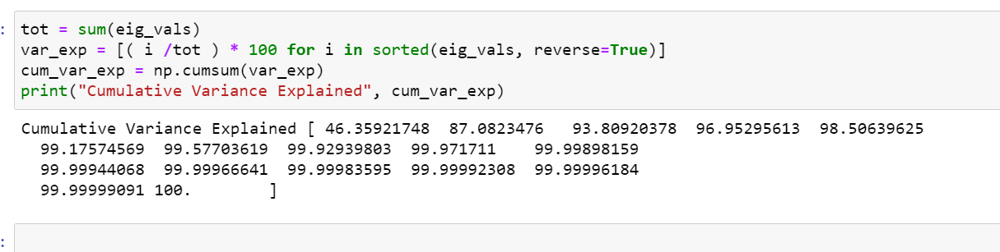 : tot = sum(eig_vals)
var_exp = [( i /tot ) * 100 for i in sorted(eig_vals, reverse=True)]
cum_var_exp = np.cumsum(var_exp)
print("Cumulative Variance Explained", cum_var_exp)
Cumulative Variance Explained [ 46.35921748  87.0823476   93.80920378  96.95295613  98.50639625
  99.17574569  99.57703619  99.92939803  99.971711    99.99898159
  99.99944068  99.99966641  99.99983595  99.99992308  99.99996184
  99.99999091 100.        ]
: